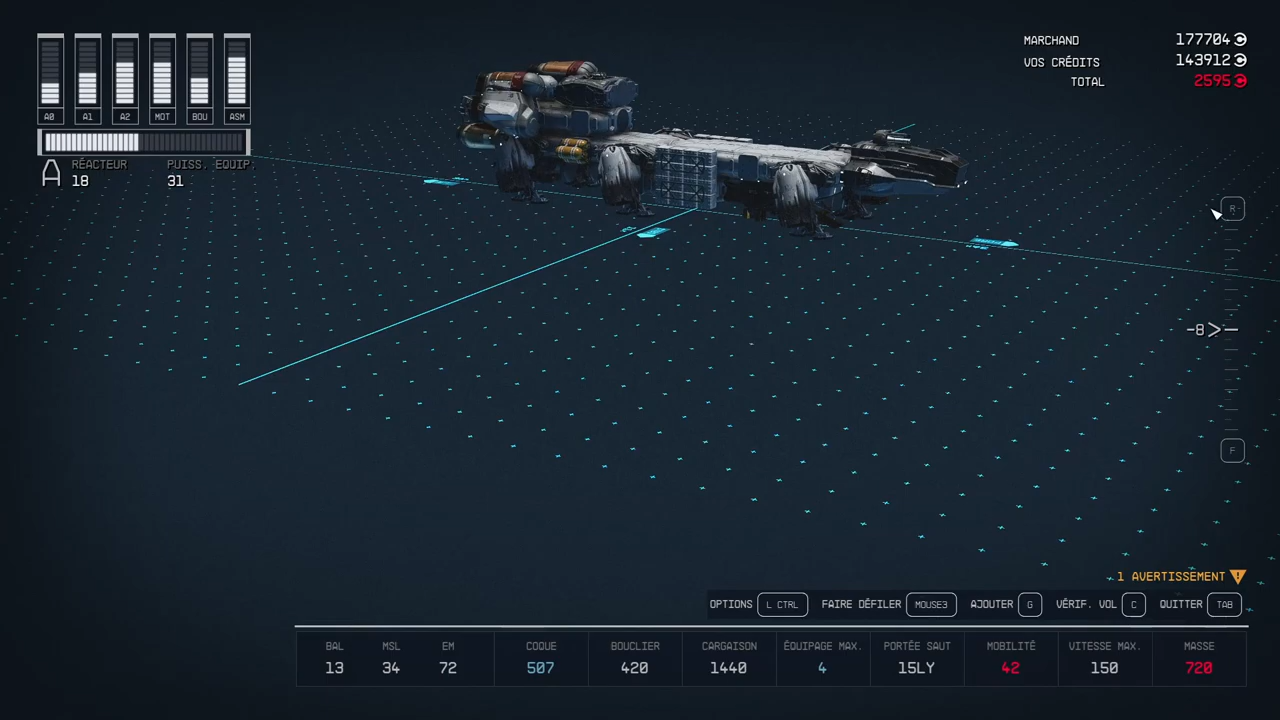 MARCHAND 177704
VOS CRÉDITS 143912
TOTAL 2595
A0 A1 A2 MOT BOU ASM
A RÉACTEUR PUISS. EQUIP.
18 31
R
-8
F
1 AVERTISSEMENT
OPTIONS L CTRL FAIRE DÉFILER MOUSE3 AJOUTER G VÉRIF. VOL C QUITTER TAB
BAL MSL EM COQUE BOUCLIER CARGAISON ÉQUIPAGE MAX. PORTÉE SAUT MOBILITÉ VITESSE MAX. MASSE
13 34 72 507 420 1440 4 15LY 42 150 720